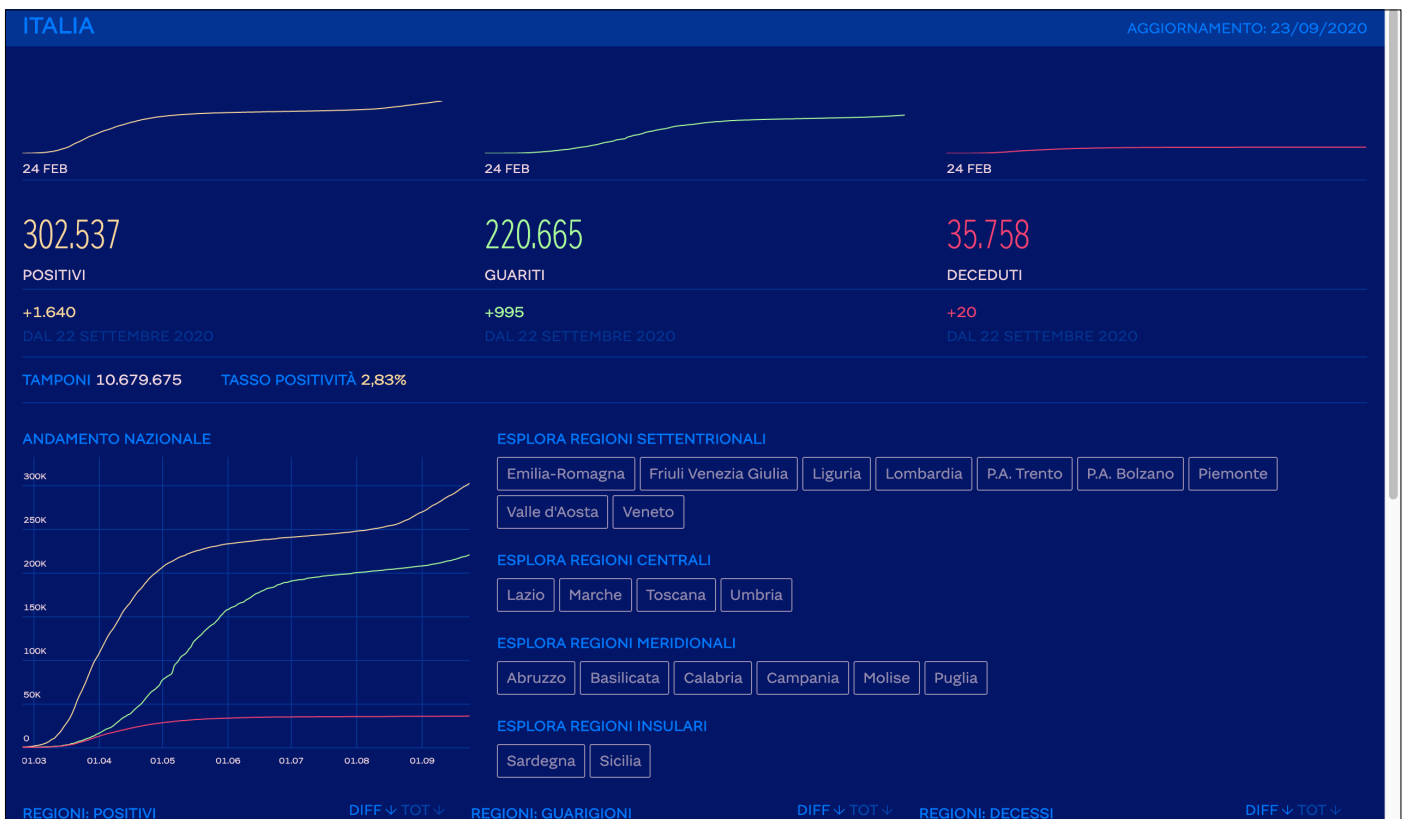 ITALIA
AGGIORNAMENTO: 23/09/2020
24 FEB
24 FEB
24 FEB
302.537
220.665
35.758
POSITIVI
GUARITI
DECEDUTI
+1.640
+995
+20
DAL 22 SETTEMBRE 2020
DAL 22 SETTEMBRE 2020
DAL 22 SETTEMBRE 2020
TAMPONI 10.679.675 TASSO POSITIVITÀ 2,83%
ANDAMENTO NAZIONALE
300K
250K
200K
150K
100K
50K
0
01.03 01.04 01.05 01.06 01.07 01.08 01.09
ESPLORA REGIONI SETTENTRIONALI
Emilia-Romagna Friuli Venezia Giulia Liguria Lombardia P.A. Trento P.A. Bolzano Piemonte
Valle d'Aosta Veneto
ESPLORA REGIONI CENTRALI
Lazio Marche Toscana Umbria
ESPLORA REGIONI MERIDIONALI
Abruzzo Basilicata Calabria Campania Molise Puglia
ESPLORA REGIONI INSULARI
Sardegna Sicilia
REGIONI: POSITIVI DIFF ↓ TOT ↓
REGIONI: GUARIGIONI DIFF ↓ TOT ↓
REGIONI: DECESSI DIFF ↓ TOT ↓